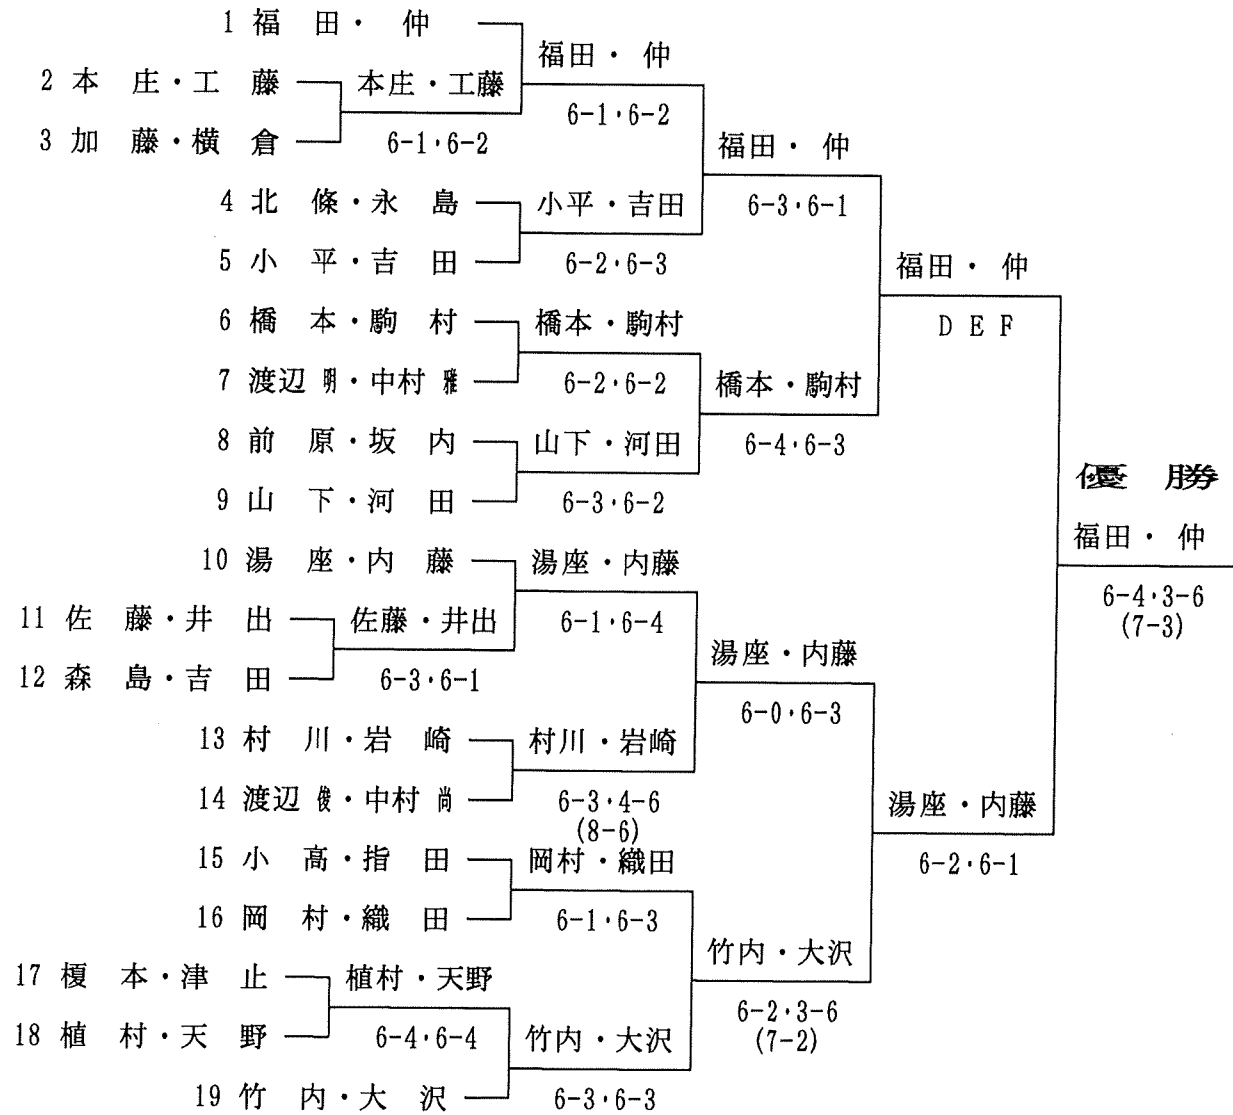 1 福 田・ 仲
福田・ 仲
2 本 庄・工 藤
本庄・工藤
6-1・6-2
3 加 藤・横 倉
6-1・6-2
福田・ 仲
4 北 條・永 島
小平・吉田
6-3・6-1
5 小 平・吉 田
6-2・6-3
福田・ 仲
6 橋 本・駒 村
橋本・駒村
D E F
7 渡辺 明・中村 雅
6-2・6-2
橋本・駒村
8 前 原・坂 内
山下・河田
6-4・6-3
9 山 下・河 田
6-3・6-2
優 勝
福田・ 仲
10 湯 座・内 藤
湯座・内藤
6-4・3-6
(7-3)
11 佐 藤・井 出
佐藤・井出
6-1・6-4
12 森 島・吉 田
6-3・6-1
湯座・内藤
6-0・6-3
13 村 川・岩 崎
村川・岩崎
14 渡辺 俊・中村 尚
6-3・4-6
(8-6)
湯座・内藤
6-2・6-1
15 小 高・指 田
岡村・織田
16 岡 村・織 田
6-1・6-3
竹内・大沢
17 榎 本・津 止
植村・天野
6-2・3-6
(7-2)
18 植 村・天 野
6-4・6-4
竹内・大沢
19 竹 内・大 沢
6-3・6-3